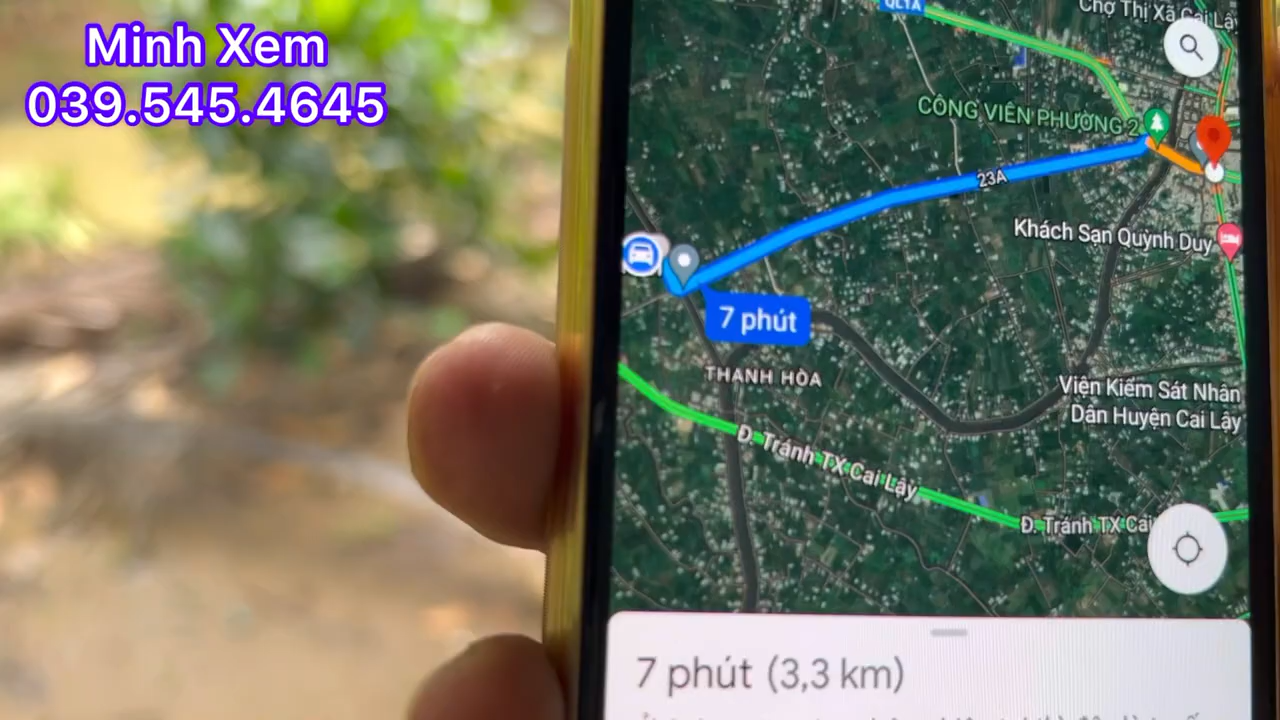 Minh Xem
039.545.4645
QL1A
Chợ Thị Xã Cai Lậy
CÔNG VIÊN PHƯỜNG 2
23A
Khách Sạn Quỳnh Duy
7 phút
THANH HÒA
Viện Kiểm Sát Nhân
Dân Huyện Cai Lậy
Đ. Tránh TX Cai Lậy
Đ. Tránh TX Cai
7 phút (3,3 km)